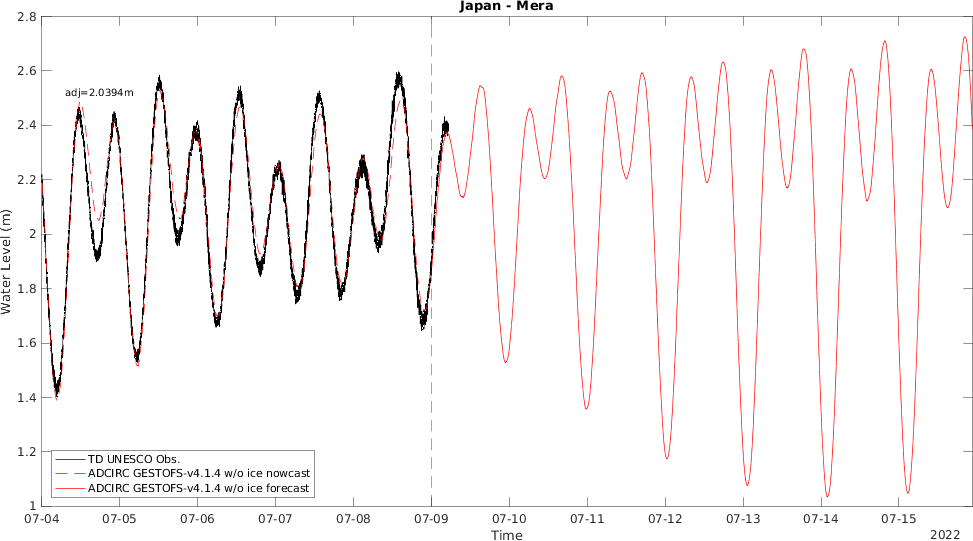 Japan - Mera
2.8
2.6
adj=2.0394m
2.4
2.2
2
1.8
1.6
1.4
1.2
1
Water Level (m)
TD UNESCO Obs.
ADCIRC GESTOFS-v4.1.4 w/o ice nowcast
ADCIRC GESTOFS-v4.1.4 w/o ice forecast
07-04 07-05 07-06 07-07 07-08 07-09 07-10 07-11 07-12 07-13 07-14 07-15
Time
2022